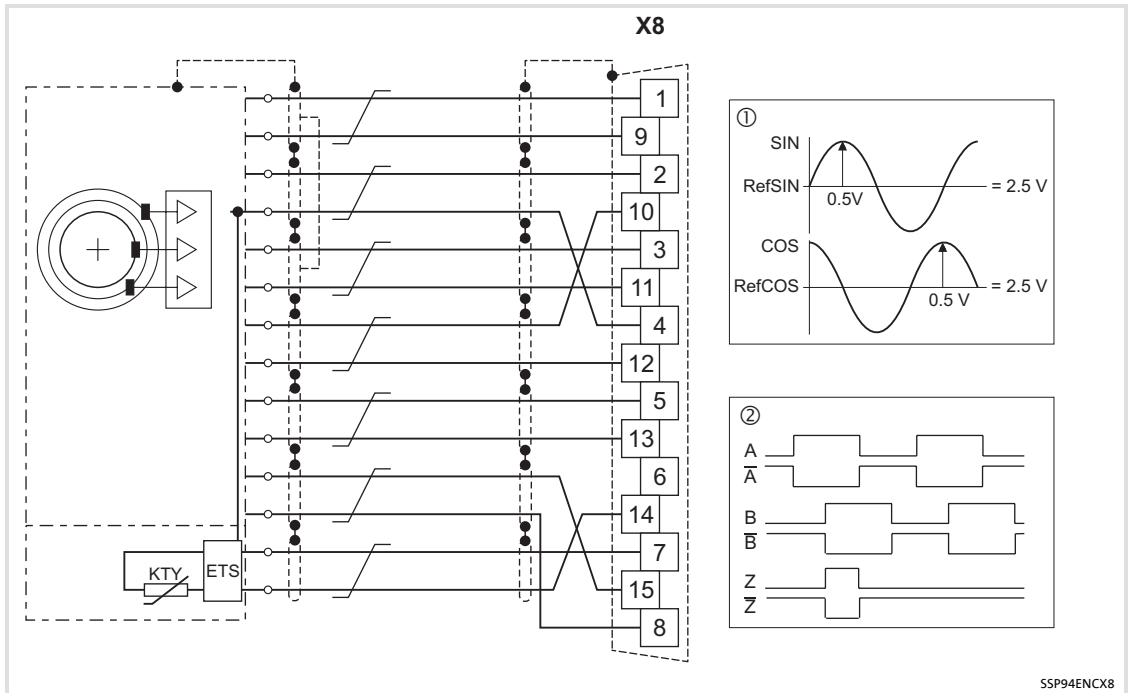 X8
1
9
2
10
3
11
4
12
5
13
6
14
7
15
8
KTY
ETS
①
SIN
RefSIN
0.5V
= 2.5 V
COS
RefCOS
0.5 V
= 2.5 V
②
A
A̅
B
B̅
Z
Z̅
SSP94ENCX8